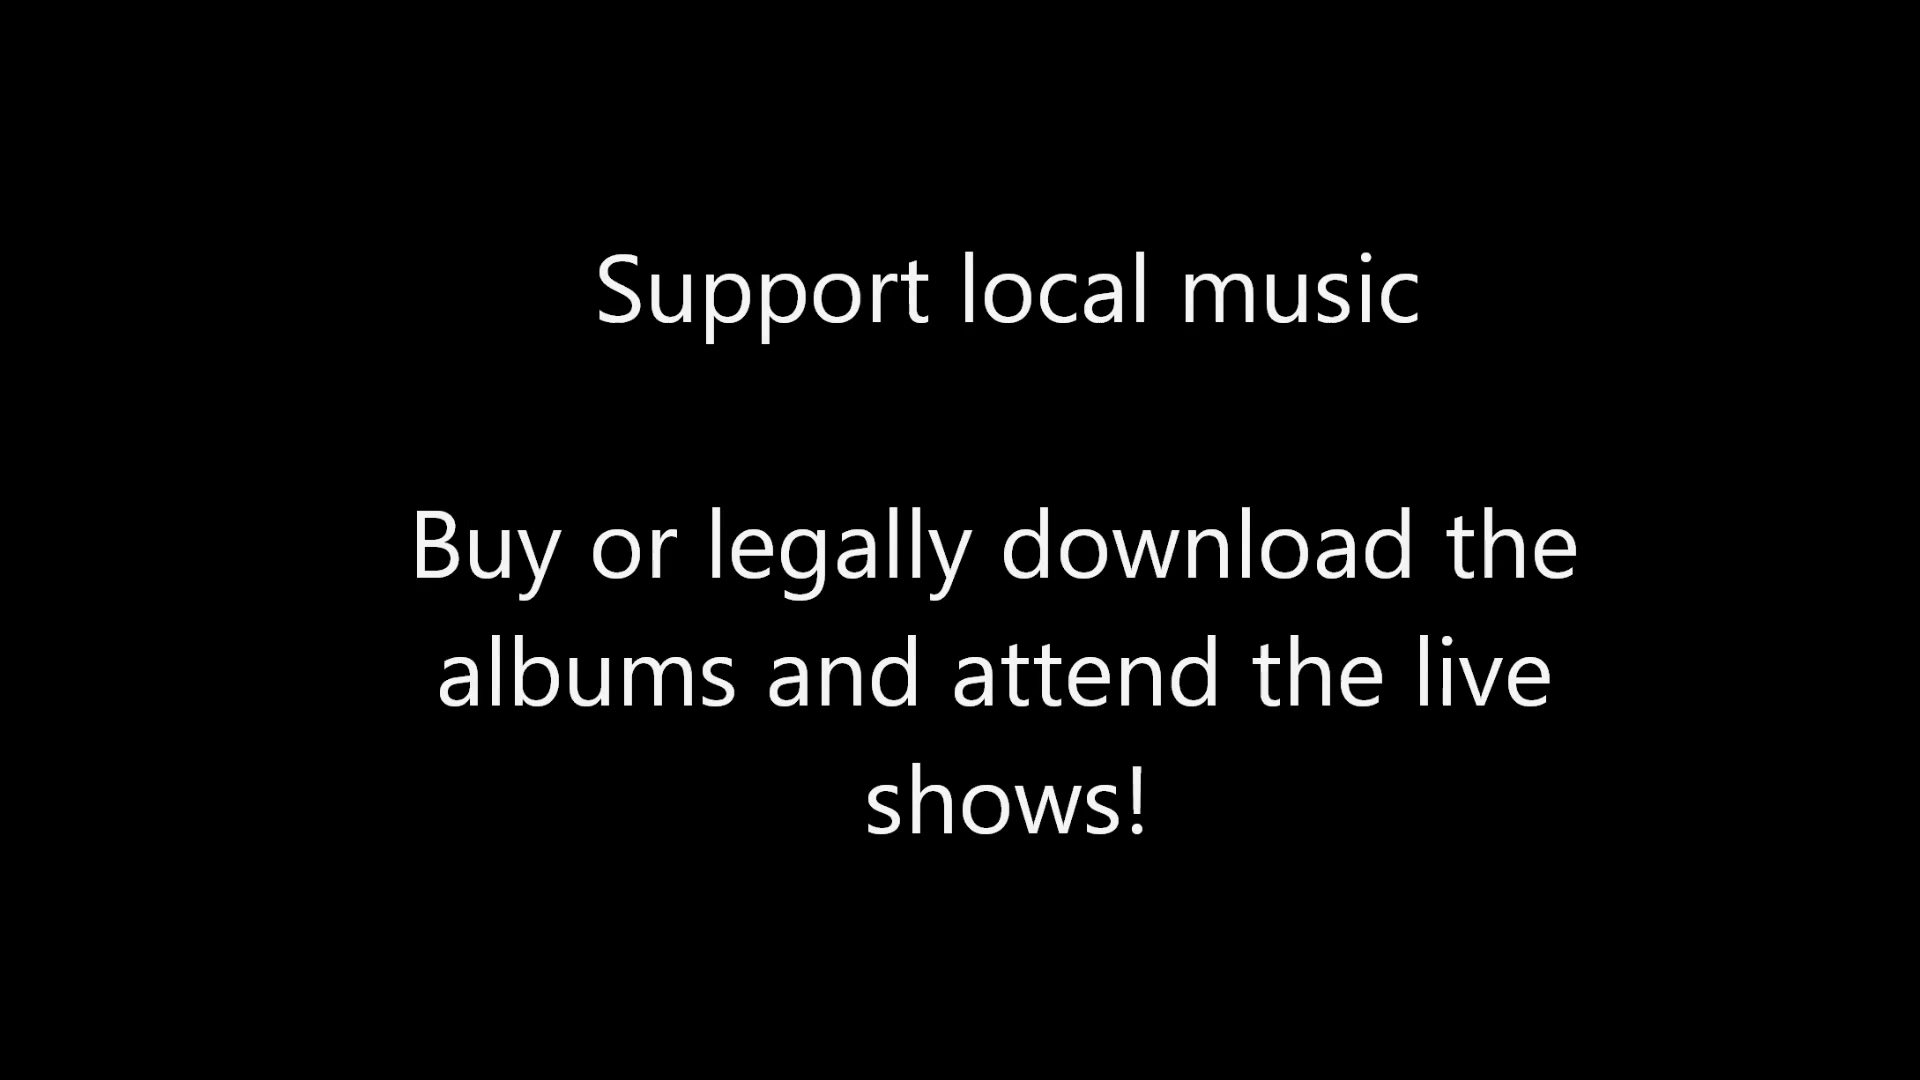 Support local music
Buy or legally download the
albums and attend the live
shows!